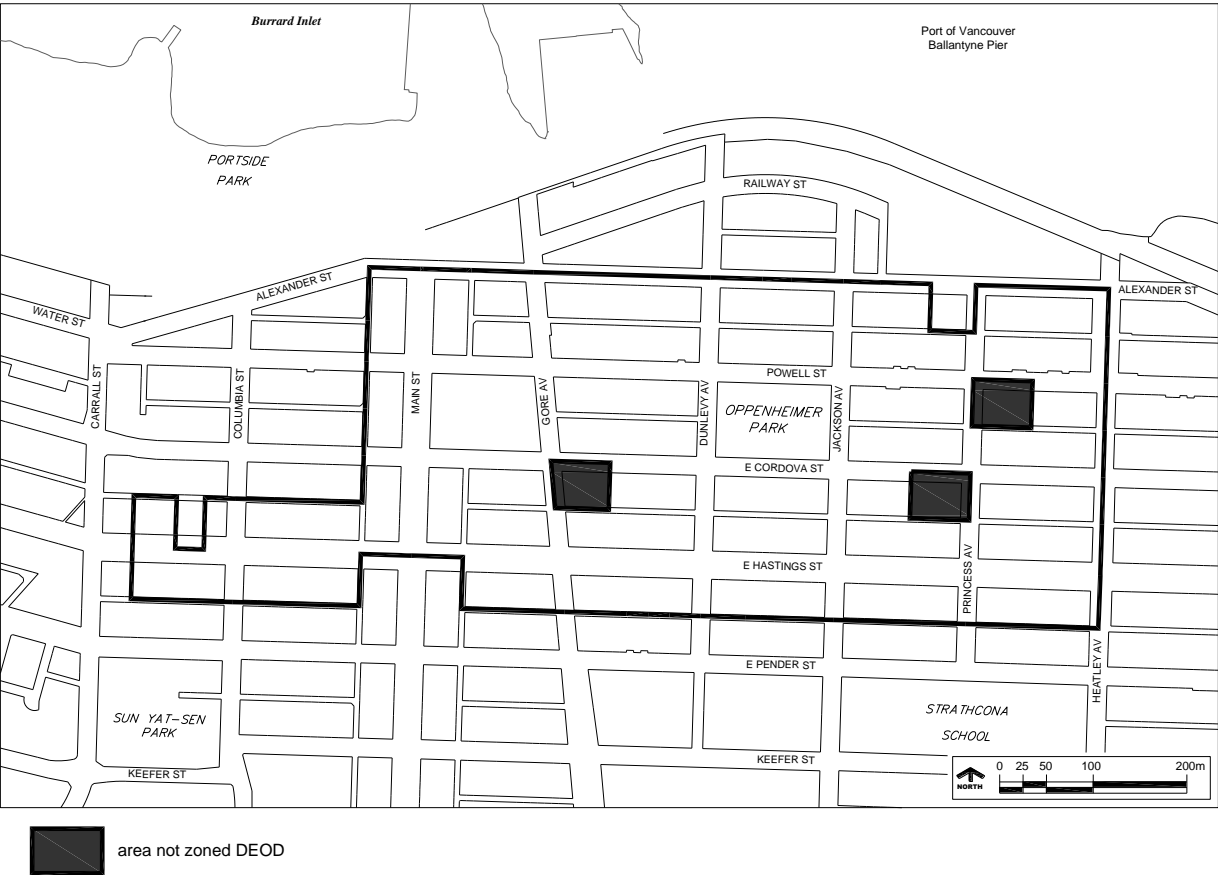 Burrard Inlet
Port of Vancouver
Ballantyne Pier
PORTSIDE
PARK
RAILWAY ST
ALEXANDER ST
ALEXANDER ST
WATER ST
CARRALL ST
COLUMBIA ST
MAIN ST
GORE AV
DUNLEVY AV
JACKSON AV
POWELL ST
OPPENHEIMER
PARK
E CORDOVA ST
E HASTINGS ST
PRINCESS AV
HEATLEY AV
E PENDER ST
SUN YAT-SEN
PARK
STRATHCONA
SCHOOL
KEEFER ST
KEEFER ST
NORTH
0 25 50 100 200m
area not zoned DEOD